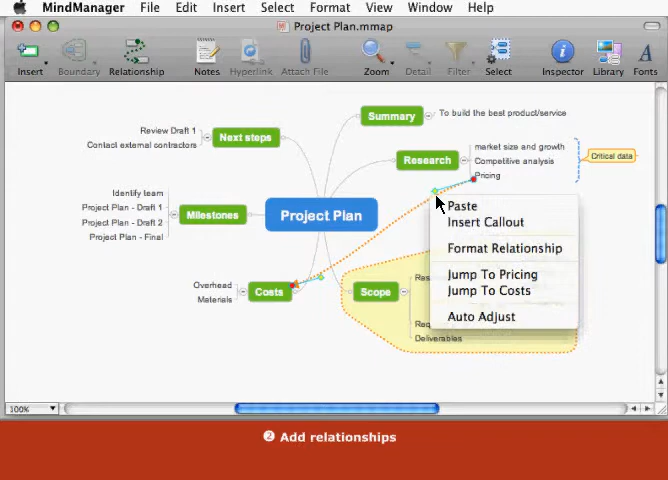 MindManager File Edit Insert Select Format View Window Help
Project Plan.mmap
Insert Boundary Relationship Notes Hyperlink Attach File Zoom Detail Filter Select Inspector Library Fonts
Summary
To build the best product/service
Review Draft 1
Contact external contractors
Next steps
Research
market size and growth
Competitive analysis
Pricing
Critical data
Identify team
Project Plan - Draft 1
Project Plan - Draft 2
Project Plan - Final
Milestones
Project Plan
Paste
Insert Callout
Format Relationship
Jump To Pricing
Jump To Costs
Auto Adjust
Overhead
Materials
Costs
Scope
Deliverables
100%
❷ Add relationships